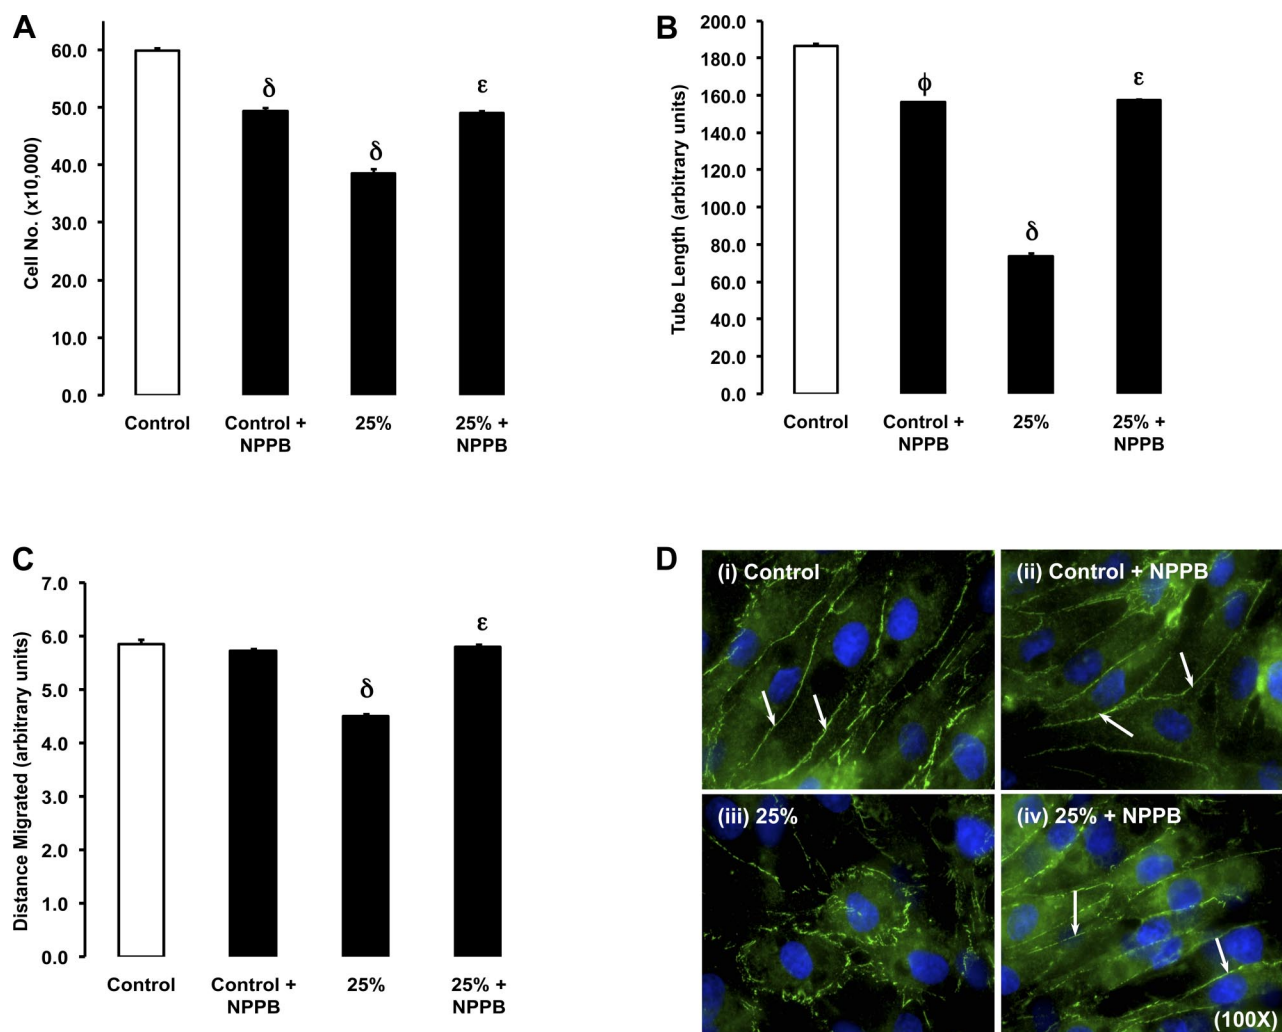 A
Cell No. (x10,000)
60.0
50.0
40.0
30.0
20.0
10.0
0.0
δ
δ
ε
Control
Control +
NPPB
25%
25% +
NPPB
B
Tube Length (arbitrary units)
200.0
180.0
160.0
140.0
120.0
100.0
80.0
60.0
40.0
20.0
0.0
ϕ
δ
ε
Control
Control +
NPPB
25%
25% +
NPPB
C
Distance Migrated (arbitrary units)
7.0
6.0
5.0
4.0
3.0
2.0
1.0
0.0
δ
ε
Control
Control +
NPPB
25%
25% +
NPPB
D
(i) Control
(ii) Control + NPPB
(iii) 25%
(iv) 25% + NPPB
(100X)